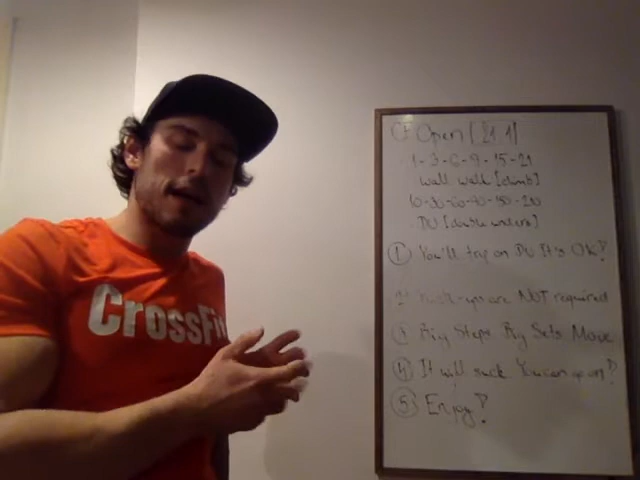 CROSSFIT
CF Open [21.1]
1-3-6-9-15-21
wall walk [climb]
10-30-60-90-150-210
DU [double unders]
① You'll trip on DU It's Ok!
2 are NOT required
3 Big Steps Big Sets Move
④ It will suck You can go on!
⑤ Enjoy!